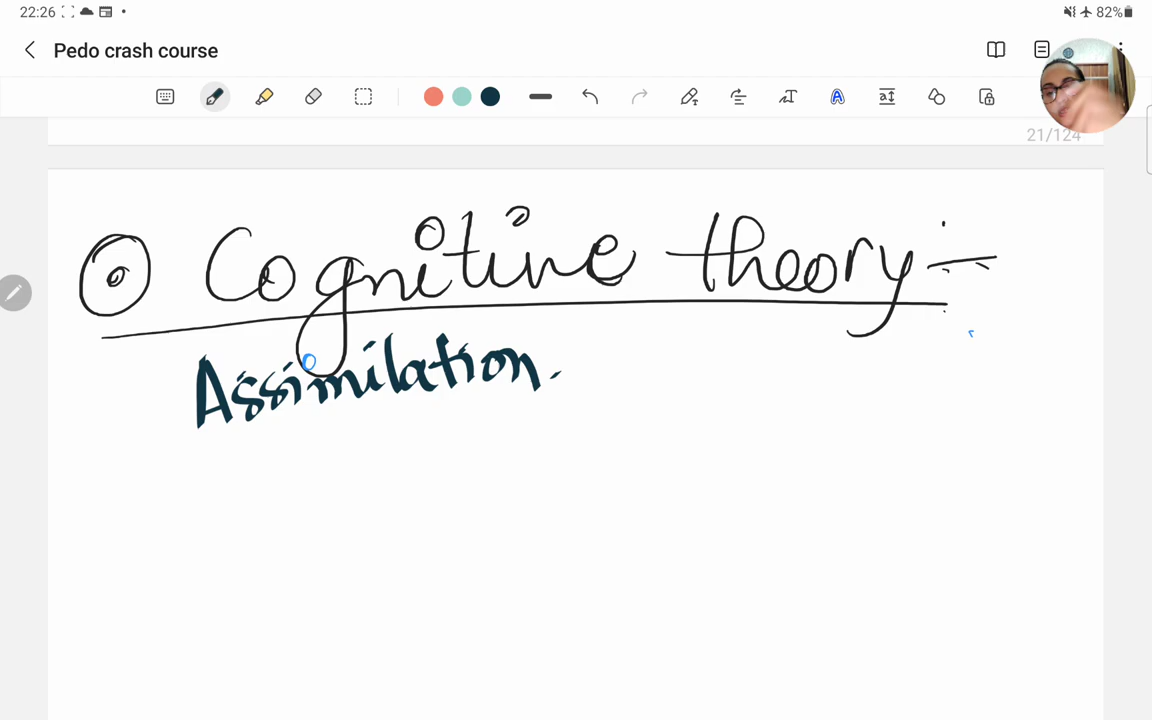 22:26 82%
Pedo crash course
21/124
Cognitive theory :-
Assimilation.